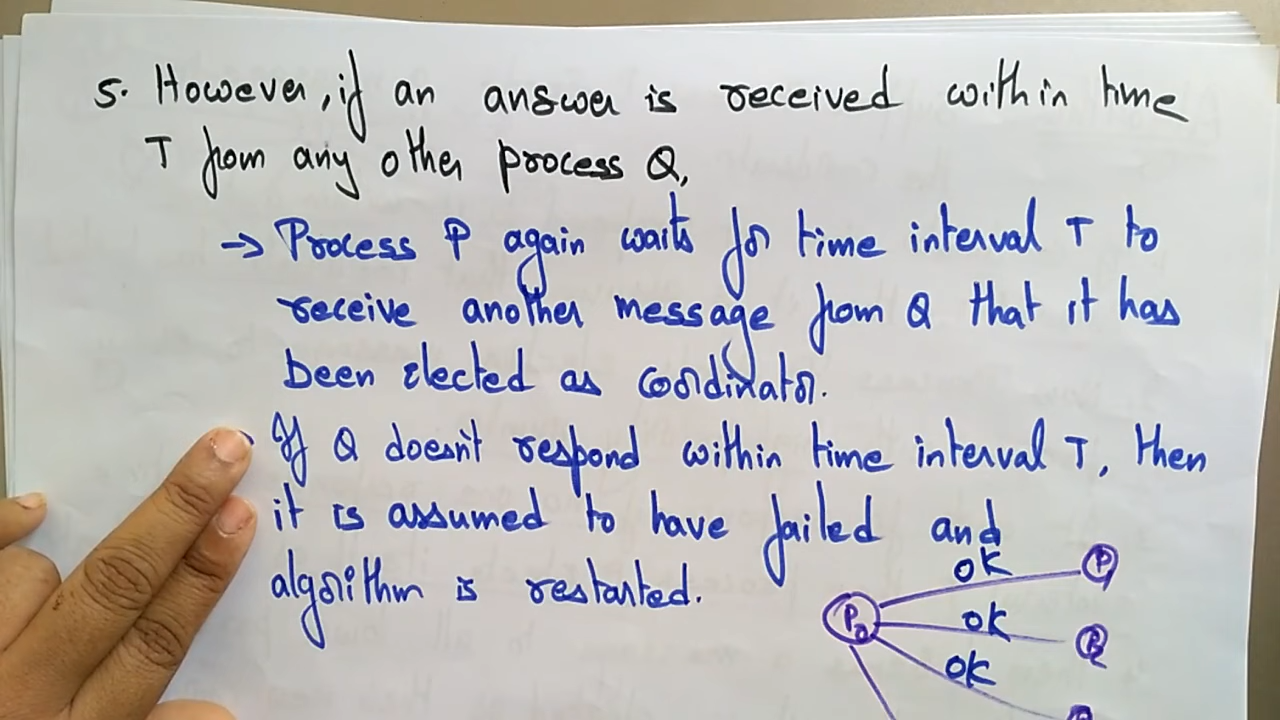 5. However, if an answer is received within time
T from any other process Q,
→ Process P again waits for time interval T to
receive another message from Q that it has
been elected as coordinator.
If Q doesn't respond within time interval T, then
it is assumed to have failed and
algorithm is restarted.
OK
OK
OK